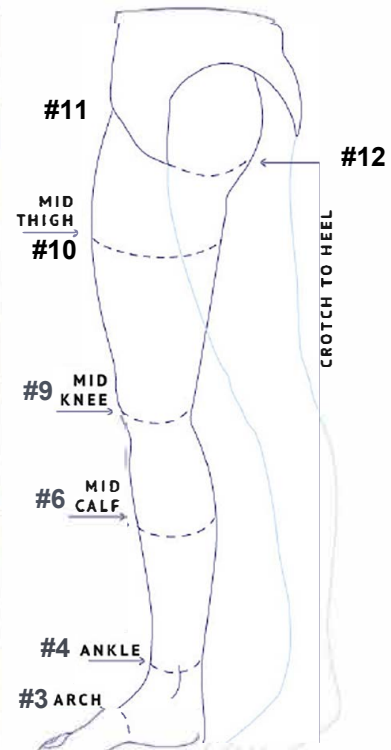 #11
#12
MID
THIGH
#10
CROTCH TO HEEL
#9 MID
KNEE
#6 MID
CALF
#4 ANKLE
#3 ARCH